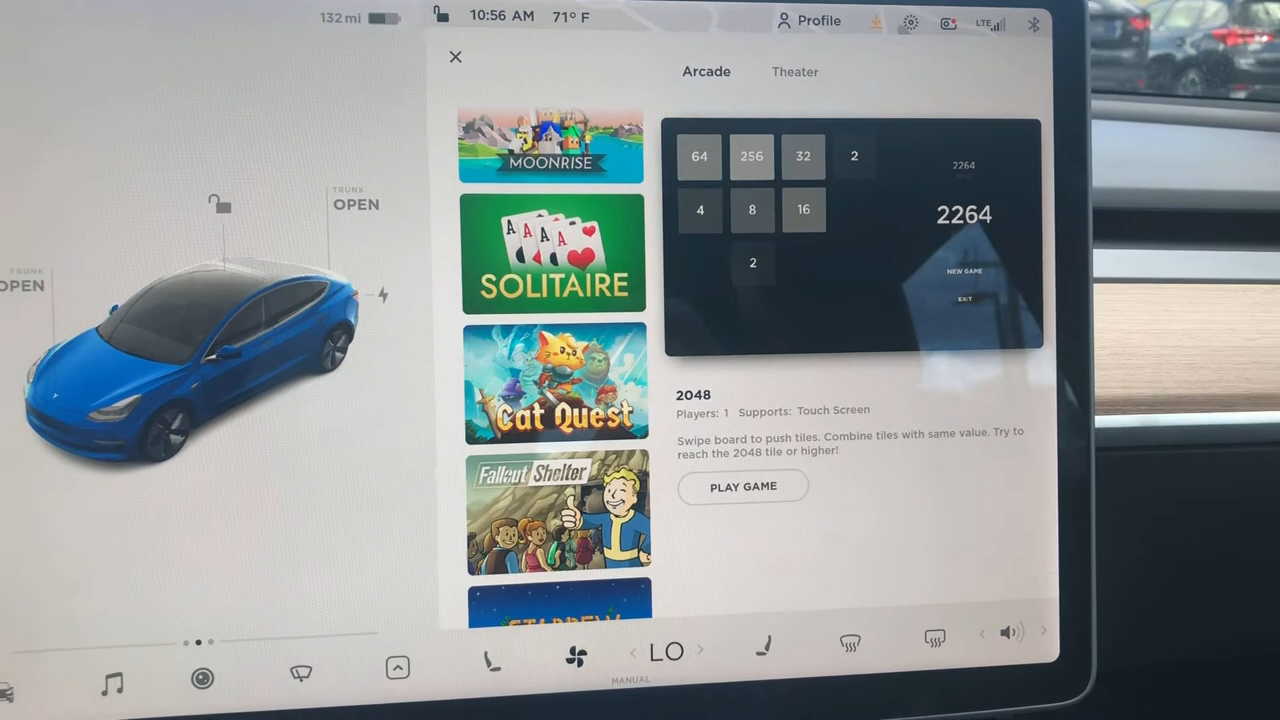 132 mi
10:56 AM 71° F
Profile
LTE
Arcade Theater
TRUNK
OPEN
FRUNK
OPEN
MOONRISE
A A A A
SOLITAIRE
Cat Quest
Fallout Shelter
64 256 32 2
4 8 16
2
2264
2264
NEW GAME
EXIT
2048
Players: 1 Supports: Touch Screen
Swipe board to push tiles. Combine tiles with same value. Try to
reach the 2048 tile or higher!
PLAY GAME
LO
MANUAL